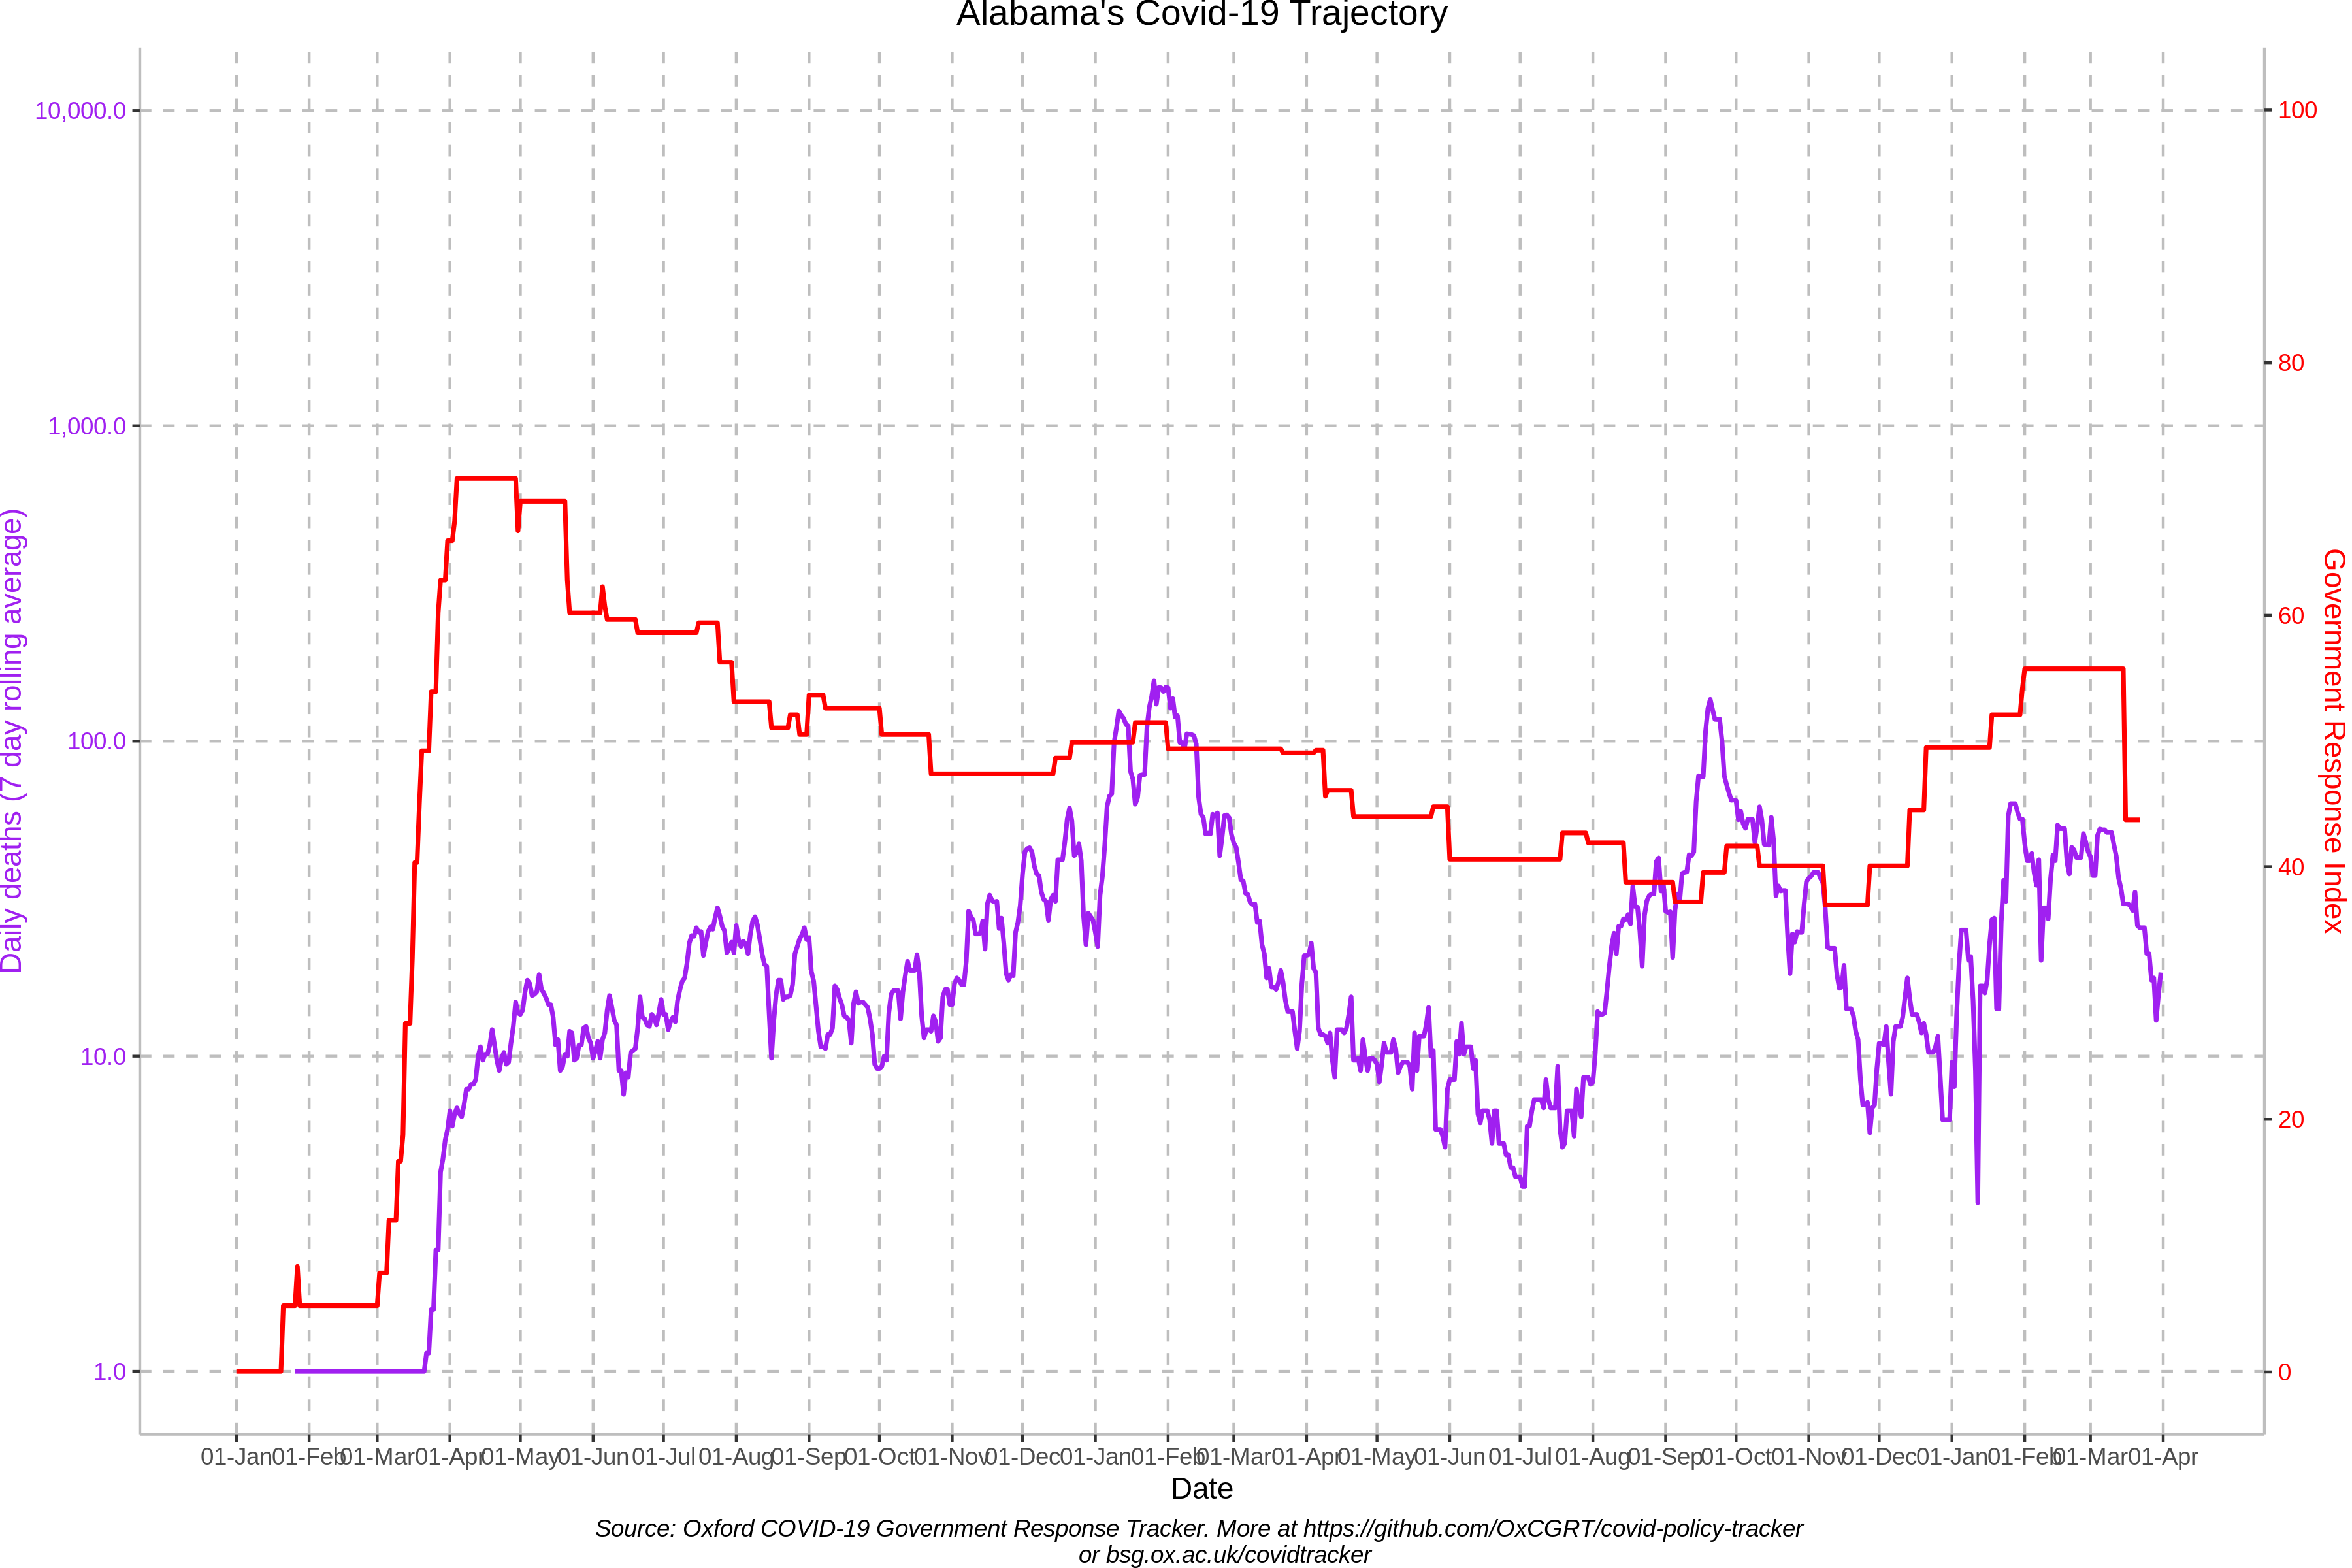 Alabama's Covid-19 Trajectory
10,000.0
1,000.0
100.0
10.0
1.0
Daily deaths (7 day rolling average)
100
80
60
40
20
0
Government Response Index
01-Jan 01-Feb 01-Mar 01-Apr 01-May 01-Jun 01-Jul 01-Aug 01-Sep 01-Oct 01-Nov 01-Dec 01-Jan 01-Feb 01-Mar 01-Apr 01-May 01-Jun 01-Jul 01-Aug 01-Sep 01-Oct 01-Nov 01-Dec 01-Jan 01-Feb 01-Mar 01-Apr
Date
Source: Oxford COVID-19 Government Response Tracker. More at https://github.com/OxCGRT/covid-policy-tracker
or bsg.ox.ac.uk/covidtracker